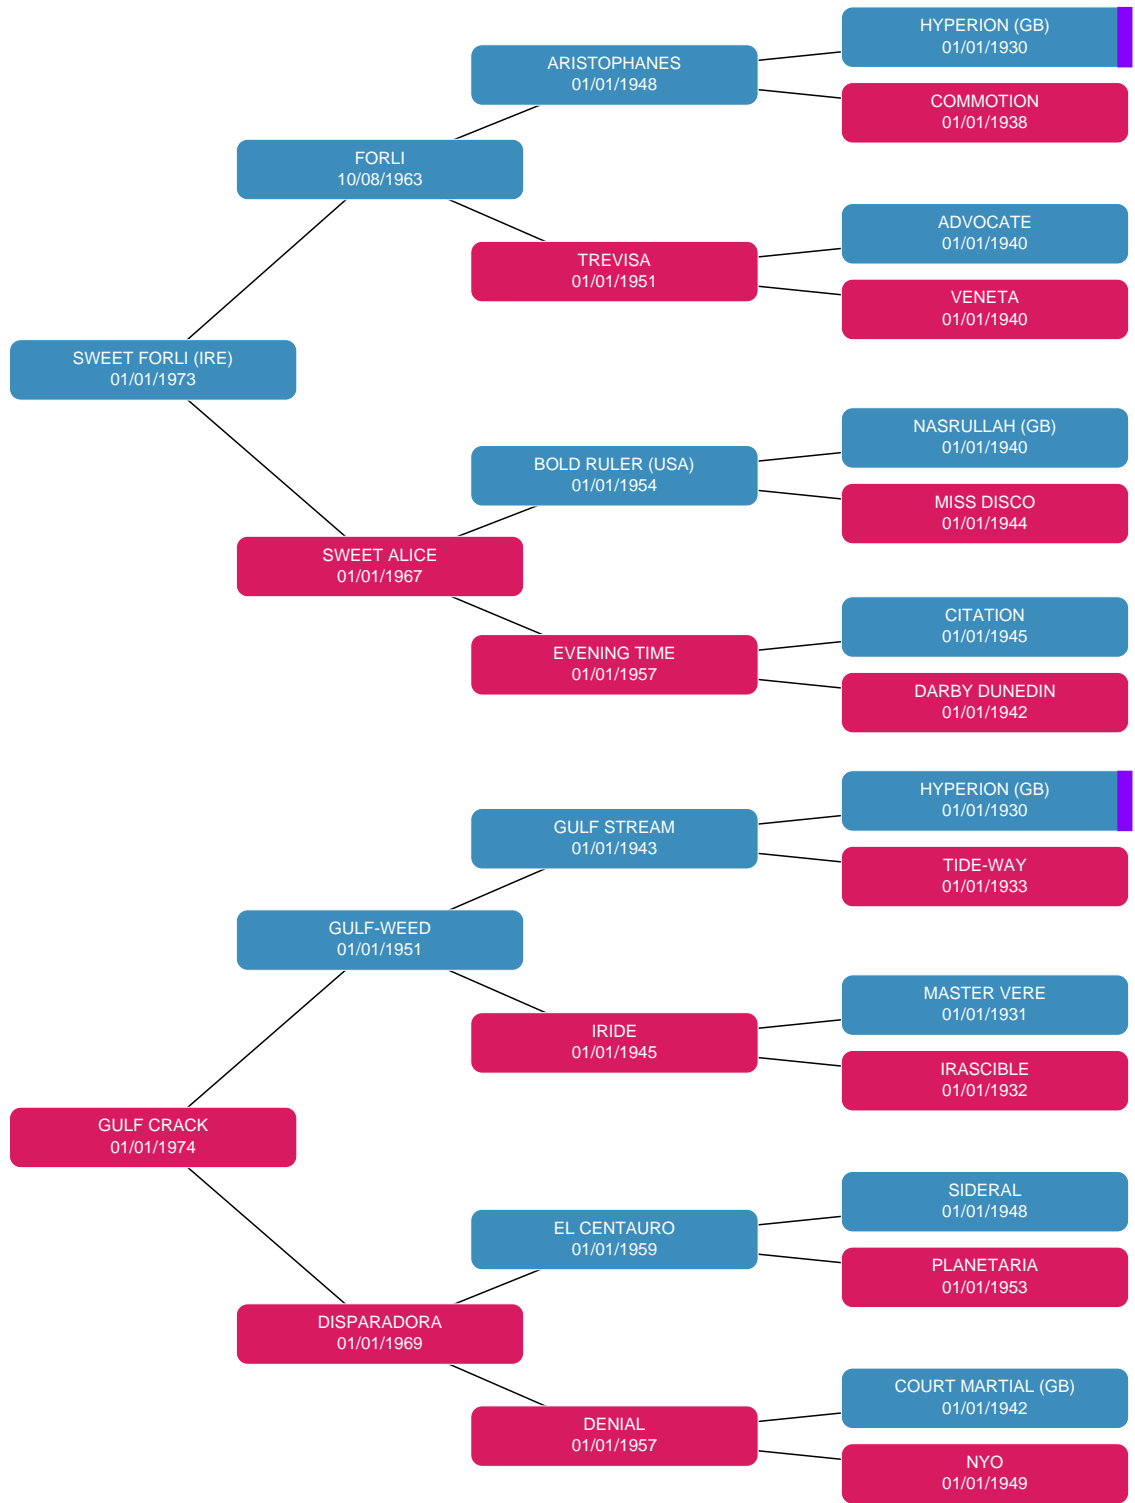 HYPERION (GB)
01/01/1930
ARISTOPHANES
01/01/1948
COMMOTION
01/01/1938
FORLI
10/08/1963
ADVOCATE
01/01/1940
TREVISA
01/01/1951
VENETA
01/01/1940
SWEET FORLI (IRE)
01/01/1973
NASRULLAH (GB)
01/01/1940
BOLD RULER (USA)
01/01/1954
MISS DISCO
01/01/1944
SWEET ALICE
01/01/1967
CITATION
01/01/1945
EVENING TIME
01/01/1957
DARBY DUNEDIN
01/01/1942
HYPERION (GB)
01/01/1930
GULF STREAM
01/01/1943
TIDE-WAY
01/01/1933
GULF-WEED
01/01/1951
MASTER VERE
01/01/1931
IRIDE
01/01/1945
IRASCIBLE
01/01/1932
GULF CRACK
01/01/1974
SIDERAL
01/01/1948
EL CENTAURO
01/01/1959
PLANETARIA
01/01/1953
DISPARADORA
01/01/1969
COURT MARTIAL (GB)
01/01/1942
DENIAL
01/01/1957
NYO
01/01/1949